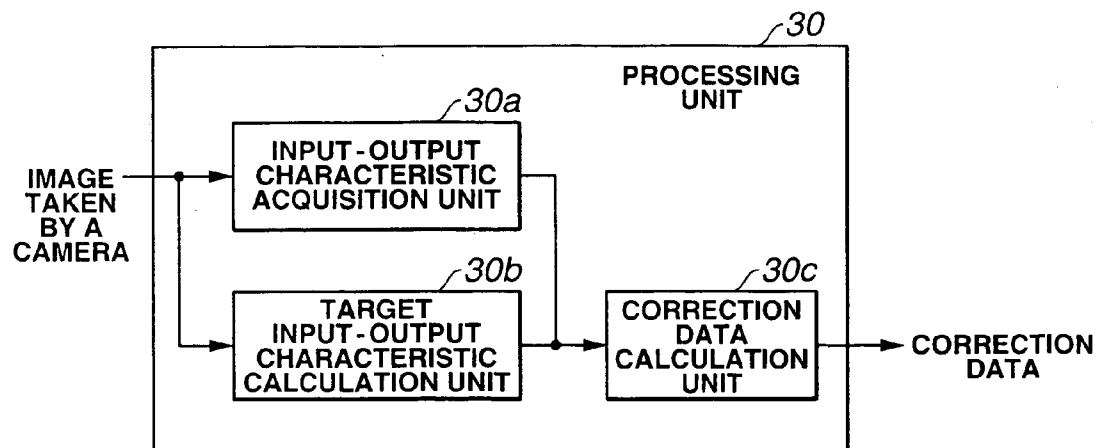 30
PROCESSING
UNIT
30a
INPUT-OUTPUT
CHARACTERISTIC
ACQUISITION UNIT
IMAGE
TAKEN
BY A
CAMERA
30b
TARGET
INPUT-OUTPUT
CHARACTERISTIC
CALCULATION UNIT
30c
CORRECTION
DATA
CALCULATION
UNIT
CORRECTION
DATA